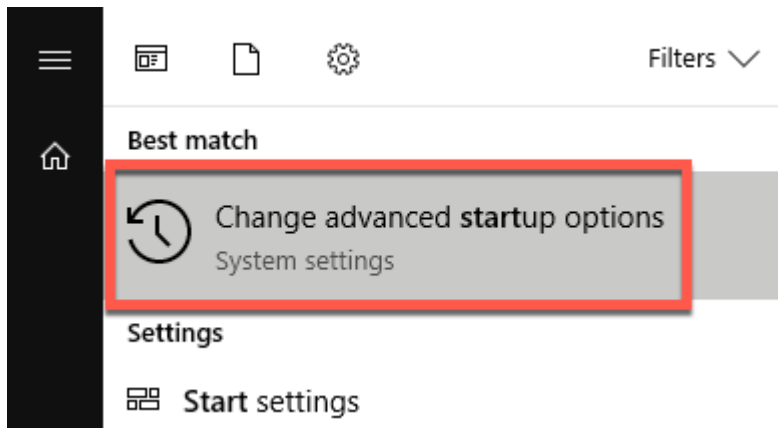 Filters
Best match
Change advanced startup options
System settings
Settings
Start settings